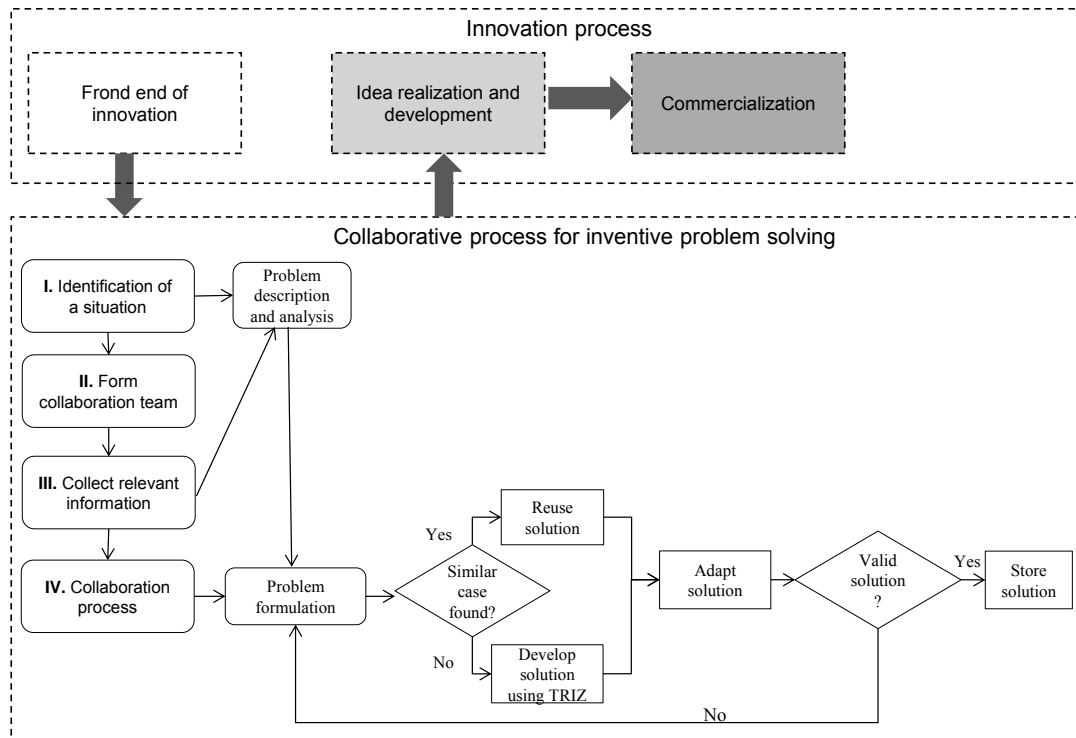 Innovation process
Frond end of
innovation
Idea realization and
development
Commercialization
Collaborative process for inventive problem solving
I. Identification of
a situation
Problem
description
and analysis
II. Form
collaboration team
III. Collect relevant
information
IV. Collaboration
process
Problem
formulation
Similar
case
found?
Yes
No
Reuse
solution
Develop
solution
using TRIZ
Adapt
solution
Valid
solution
?
Yes
Store
solution
No